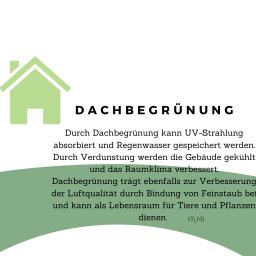 DACHBEGRÜNUNG
Durch Dachbegrünung kann UV-Strahlung
absorbiert und Regenwasser gespeichert werden.
Durch Verdunstung werden die Gebäude gekühlt
und das Raumklima verbessert.
Dachbegrünung trägt ebenfalls zur Verbesserung
der Luftqualität durch Bindung von Feinstaub bei
und kann als Lebensraum für Tiere und Pflanzen
dienen. (3),(4)